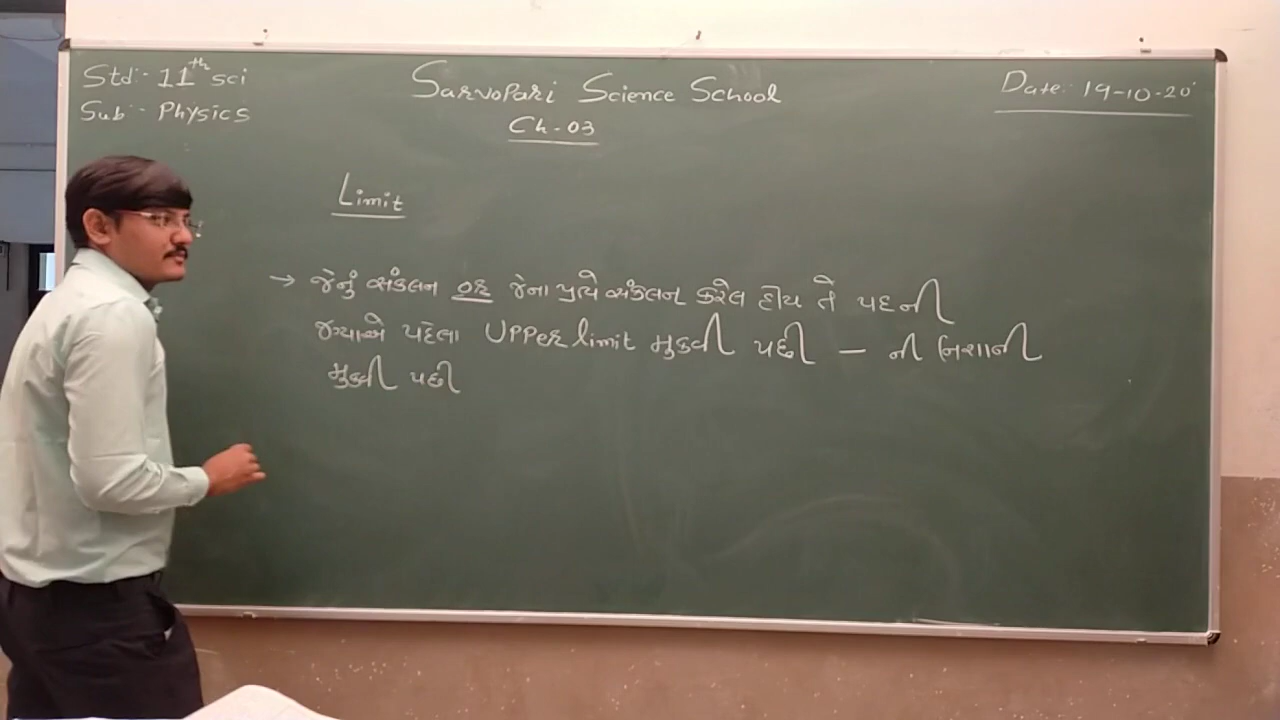 Std:- 11th sci
Sub:- Physics
Sarvopari Science School
Ch-03
Date:- 19-10-20
Limit
→ જેનું સંકલન OR જેના પ્રત્યે સંકલન કરેલ હોય તે પદની
જગ્યાએ પહેલા Upper limit મુકવી પછી – ની નિશાની
મુકવી પછી